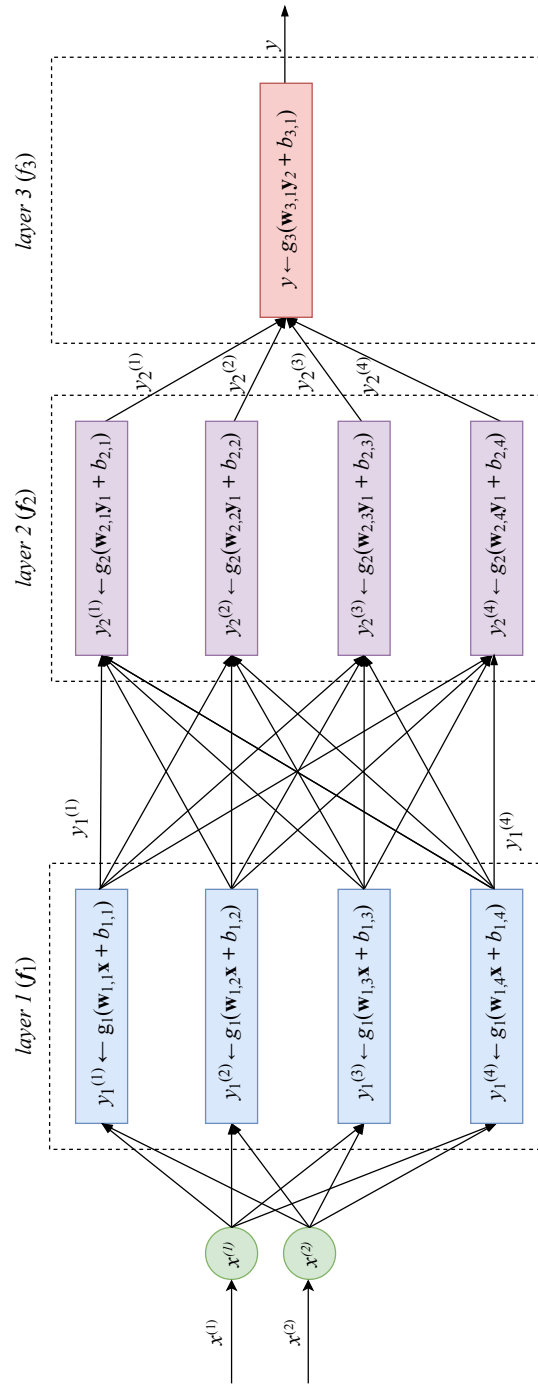 layer 1 (f₁)
layer 2 (f₂)
layer 3 (f₃)
x⁽¹⁾
x⁽²⁾
x⁽¹⁾
x⁽²⁾
y₁⁽¹⁾ ← g₁(w₁,₁x + b₁,₁)
y₁⁽²⁾ ← g₁(w₁,₂x + b₁,₂)
y₁⁽³⁾ ← g₁(w₁,₃x + b₁,₃)
y₁⁽⁴⁾ ← g₁(w₁,₄x + b₁,₄)
y₁⁽¹⁾
y₁⁽⁴⁾
y₂⁽¹⁾ ← g₂(w₂,₁y₁ + b₂,₁)
y₂⁽²⁾ ← g₂(w₂,₂y₁ + b₂,₂)
y₂⁽³⁾ ← g₂(w₂,₃y₁ + b₂,₃)
y₂⁽⁴⁾ ← g₂(w₂,₄y₁ + b₂,₄)
y₂⁽¹⁾
y₂⁽²⁾
y₂⁽³⁾
y₂⁽⁴⁾
y ← g₃(w₃,₁y₂ + b₃,₁)
y